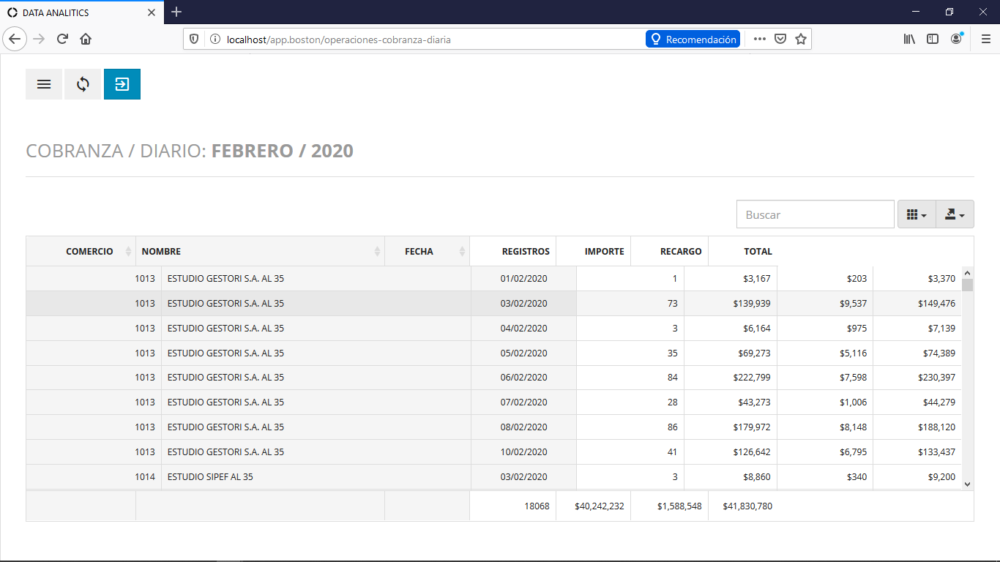 DATA ANALITICS
localhost/app.boston/operaciones-cobranza-diaria Recomendación
COBRANZA / DIARIO: FEBRERO / 2020
Buscar
COMERCIO NOMBRE FECHA REGISTROS IMPORTE RECARGO TOTAL
1013 ESTUDIO GESTORI S.A. AL 35 01/02/2020 1 $3,167 $203 $3,370
1013 ESTUDIO GESTORI S.A. AL 35 03/02/2020 73 $139,939 $9,537 $149,476
1013 ESTUDIO GESTORI S.A. AL 35 04/02/2020 3 $6,164 $975 $7,139
1013 ESTUDIO GESTORI S.A. AL 35 05/02/2020 35 $69,273 $5,116 $74,389
1013 ESTUDIO GESTORI S.A. AL 35 06/02/2020 84 $222,799 $7,598 $230,397
1013 ESTUDIO GESTORI S.A. AL 35 07/02/2020 28 $43,273 $1,006 $44,279
1013 ESTUDIO GESTORI S.A. AL 35 08/02/2020 86 $179,972 $8,148 $188,120
1013 ESTUDIO GESTORI S.A. AL 35 10/02/2020 41 $126,642 $6,795 $133,437
1014 ESTUDIO SIPEF AL 35 03/02/2020 3 $8,860 $340 $9,200
18068 $40,242,232 $1,588,548 $41,830,780